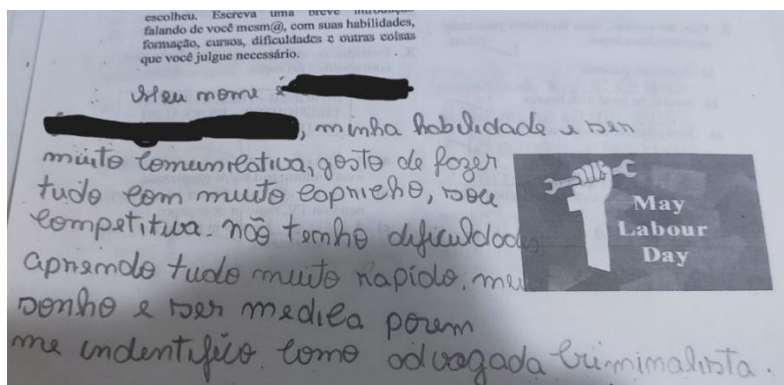 escolheu. Escreva uma breve introdução
falando de você mesm@, com suas habilidades,
formação, cursos, dificuldades e outras coisas
que você julgue necessário.
Meu nome é
, minha habilidade e ser
muito comunicativa, gosto de fazer
tudo com muito capricho, sou
competitiva. não tenho dificuldades
aprendo tudo muito rapido. meu
sonho e ser medica porem
me indentifico como advogada Criminalista.
May
Labour
Day